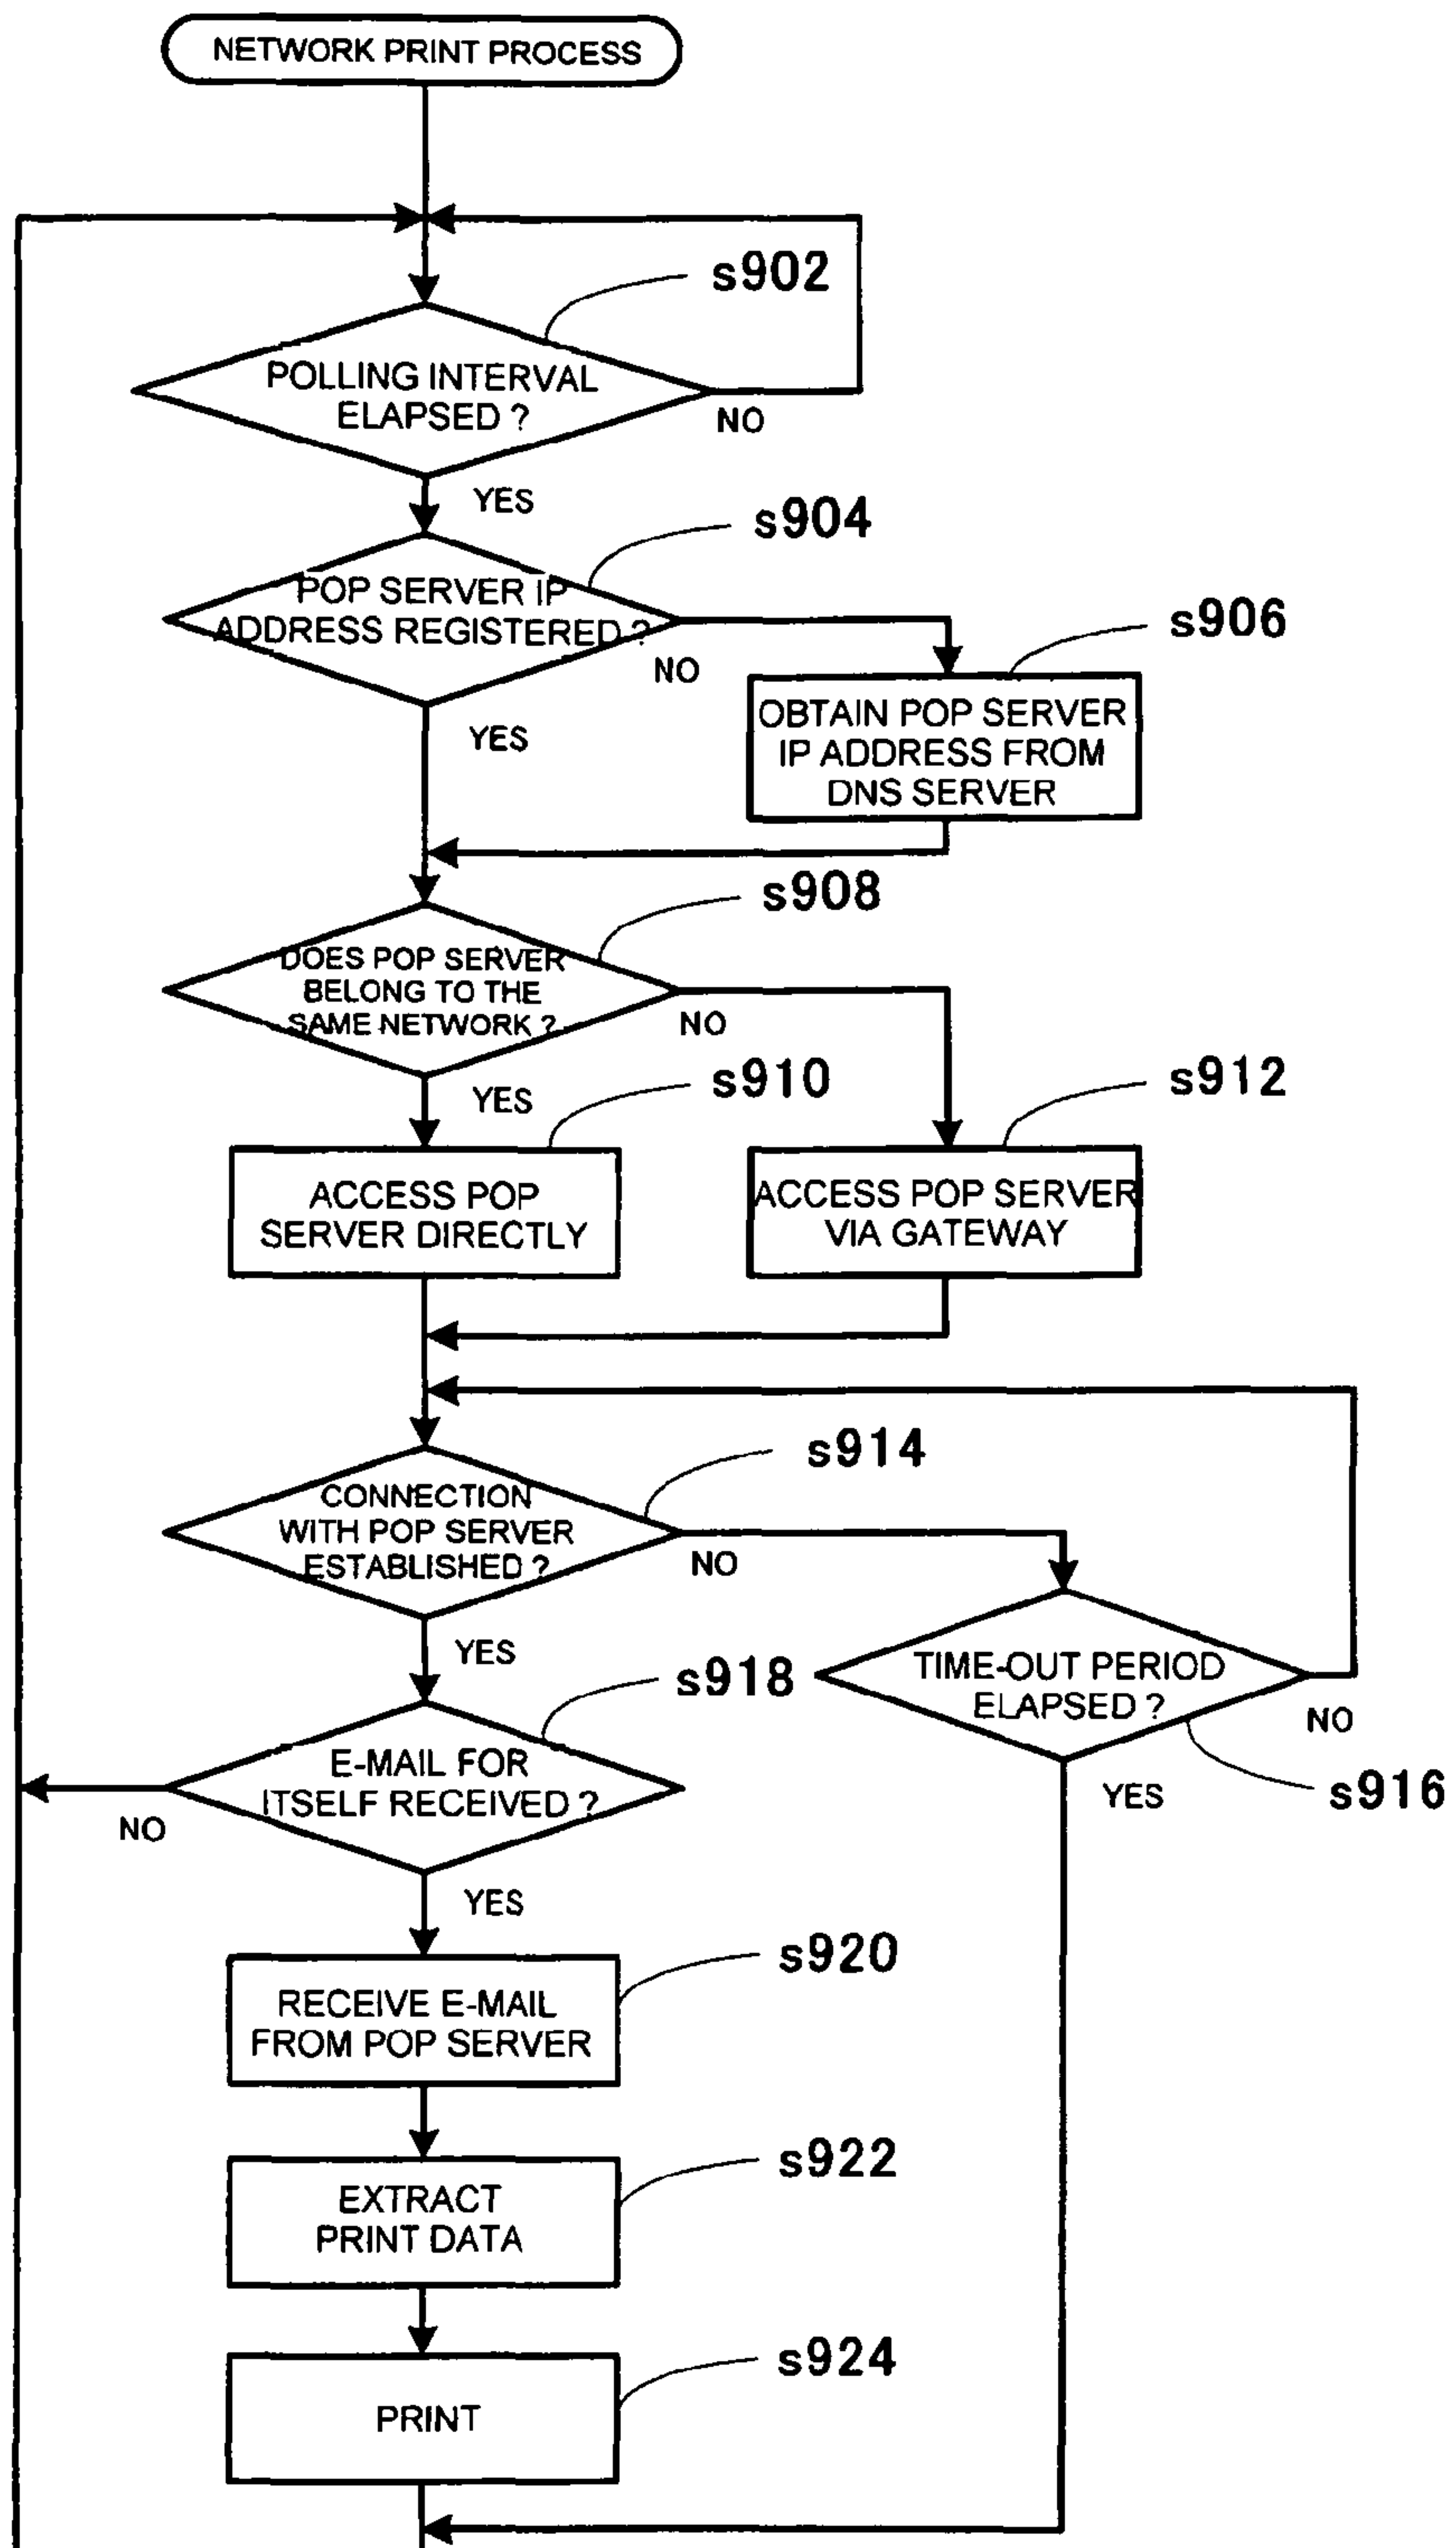 NETWORK PRINT PROCESS
s902
POLLING INTERVAL
ELAPSED ?
NO
YES
s904
POP SERVER IP
ADDRESS REGISTERED ?
NO
YES
s906
OBTAIN POP SERVER
IP ADDRESS FROM
DNS SERVER
s908
DOES POP SERVER
BELONG TO THE
SAME NETWORK ?
NO
YES
s910
ACCESS POP
SERVER DIRECTLY
s912
ACCESS POP SERVER
VIA GATEWAY
s914
CONNECTION
WITH POP SERVER
ESTABLISHED ?
NO
YES
TIME-OUT PERIOD
ELAPSED ?
NO
YES
s916
s918
E-MAIL FOR
ITSELF RECEIVED ?
NO
YES
s920
RECEIVE E-MAIL
FROM POP SERVER
s922
EXTRACT
PRINT DATA
s924
PRINT